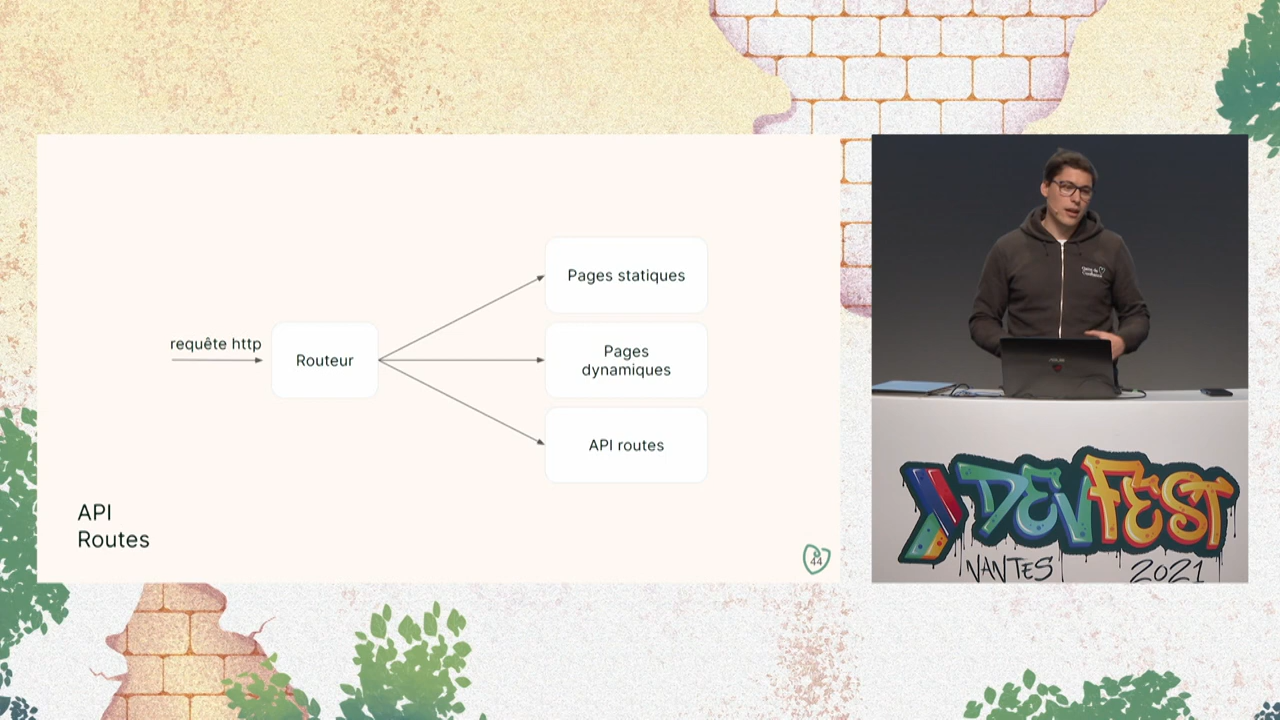 requête http
Routeur
Pages statiques
Pages
dynamiques
API routes
API
Routes
44
DEVFEST
NANTES 2021